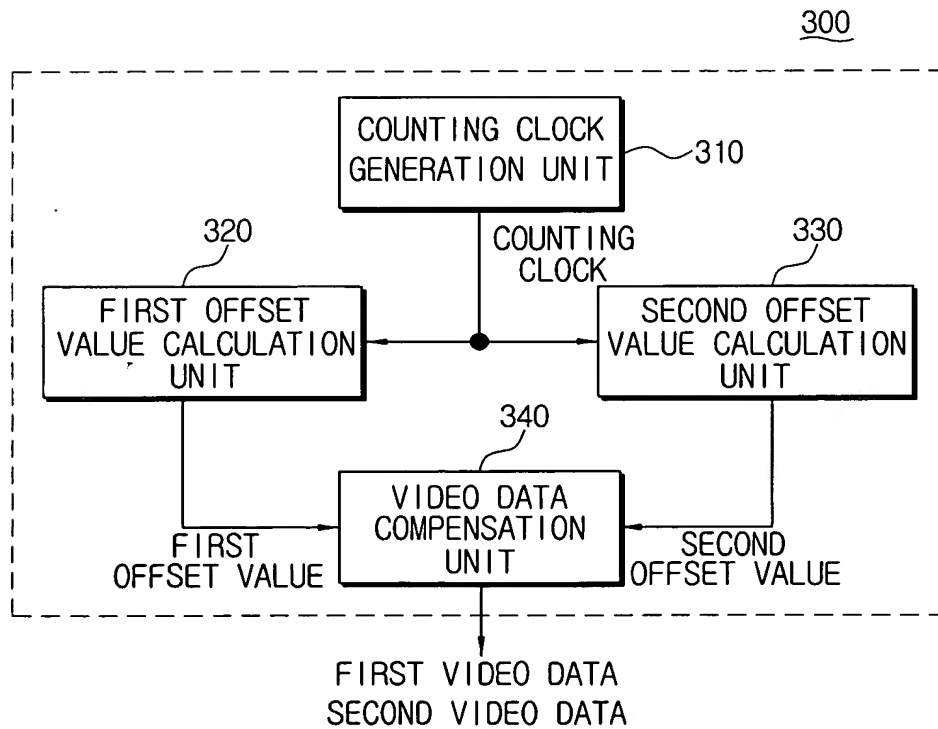 300
COUNTING CLOCK
GENERATION UNIT
310
COUNTING
CLOCK
320
330
FIRST OFFSET
VALUE CALCULATION
UNIT
SECOND OFFSET
VALUE CALCULATION
UNIT
340
VIDEO DATA
COMPENSATION
UNIT
FIRST
OFFSET VALUE
SECOND
OFFSET VALUE
FIRST VIDEO DATA
SECOND VIDEO DATA